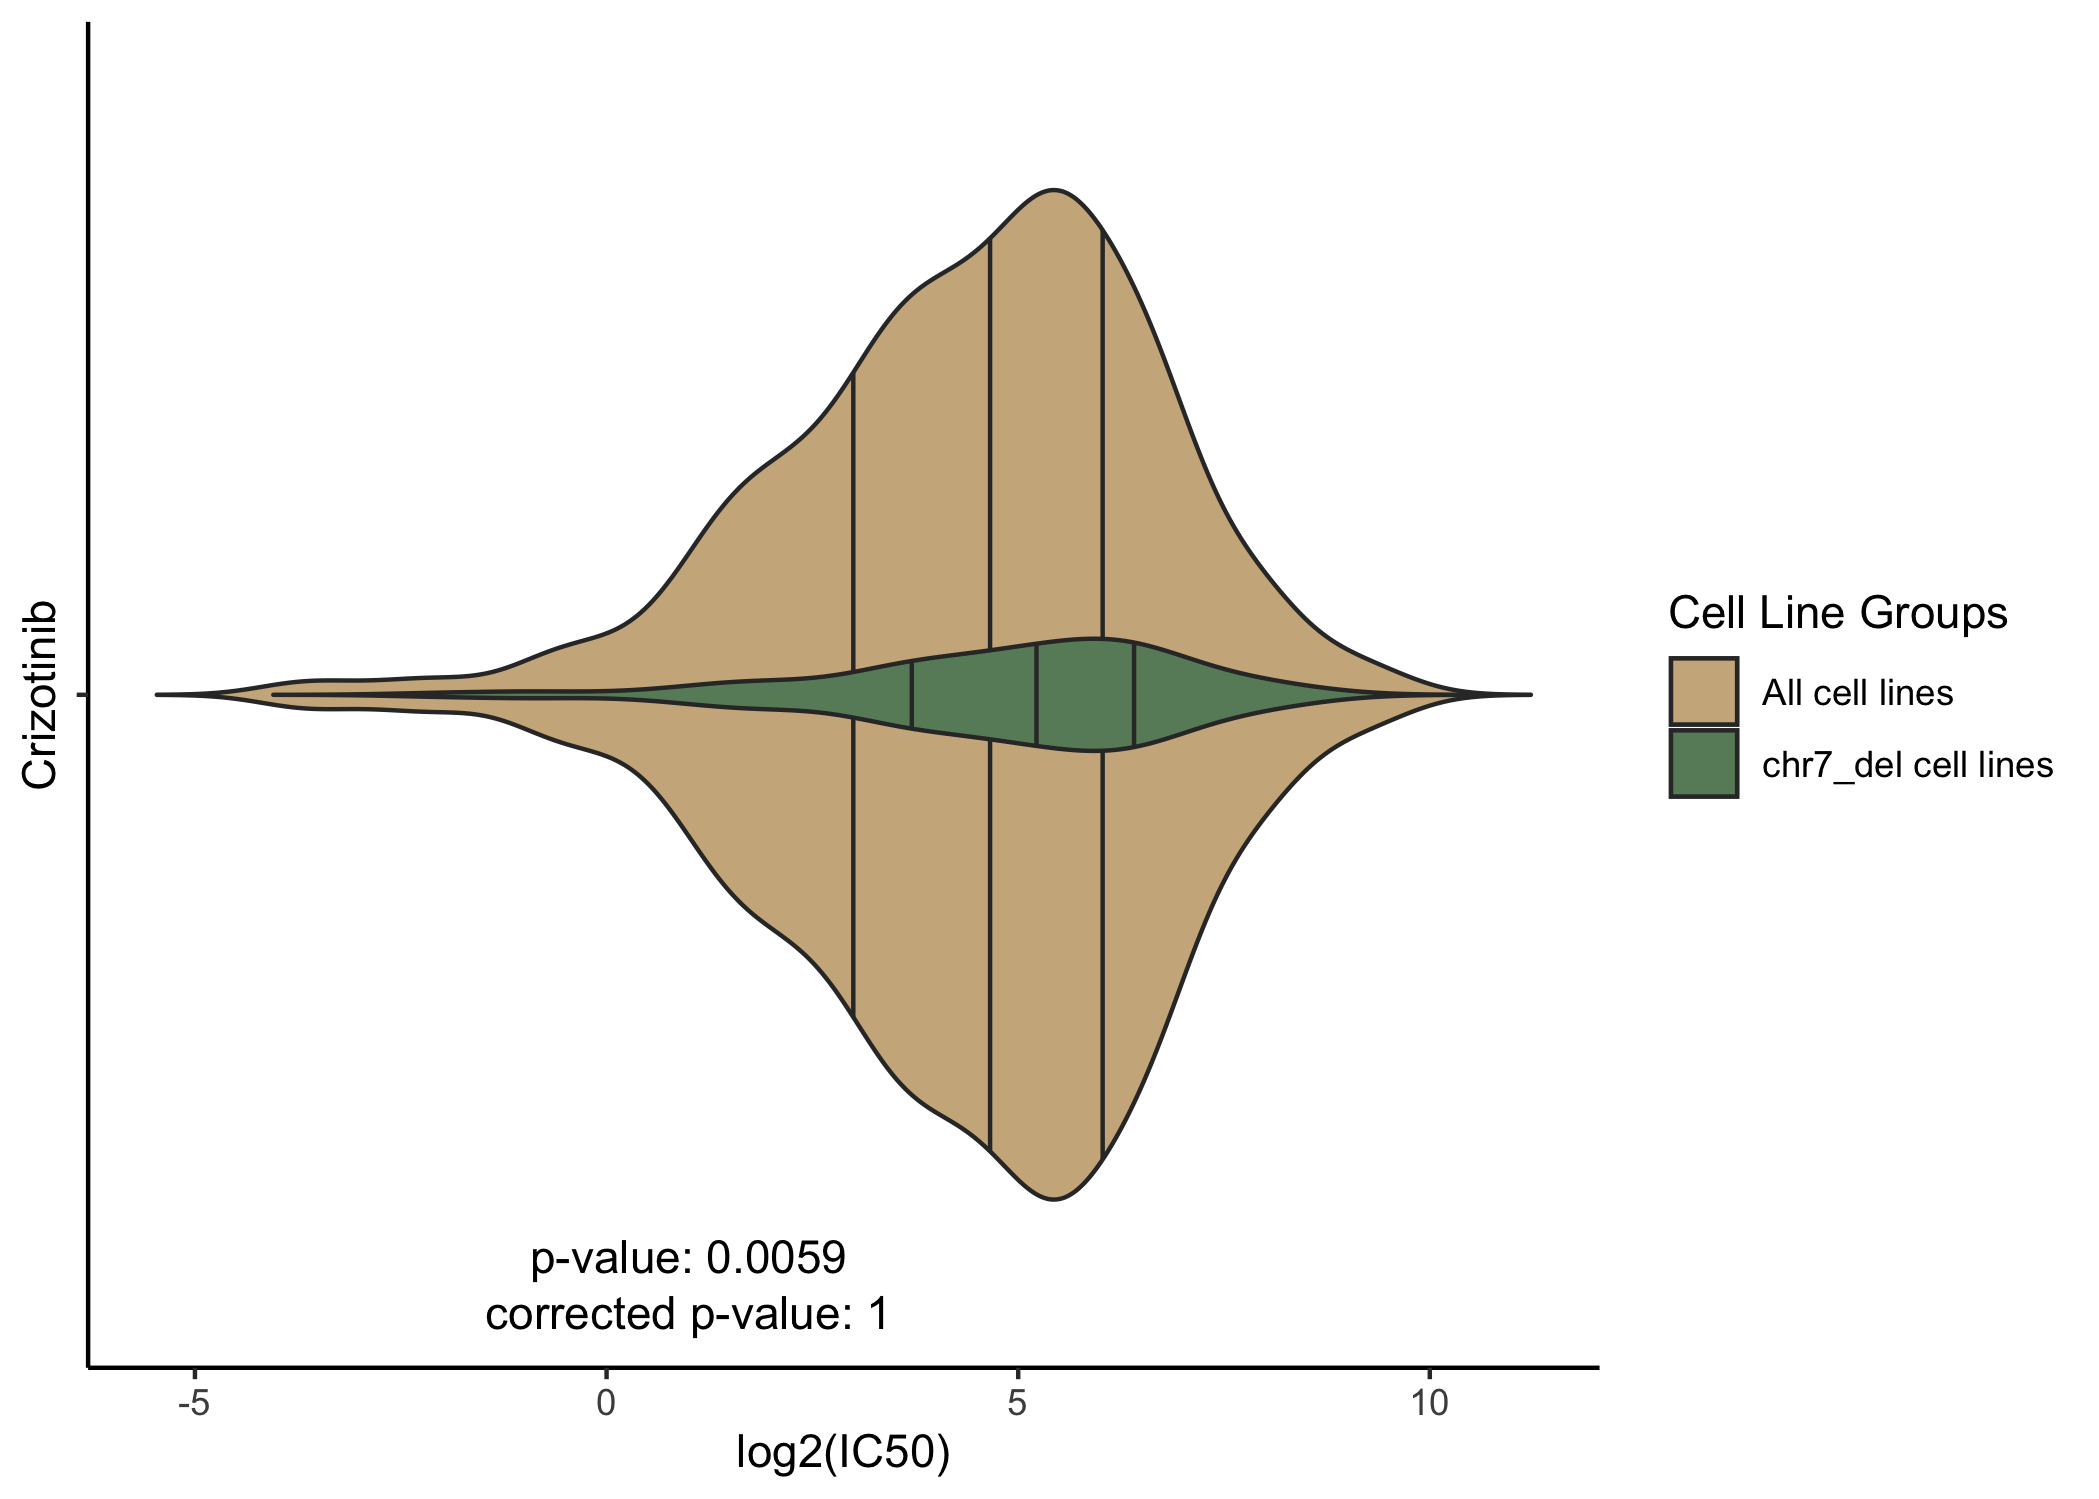 Crizotinib
p-value: 0.0059
corrected p-value: 1
-5
0
5
10
log2(IC50)
Cell Line Groups
All cell lines
chr7_del cell lines